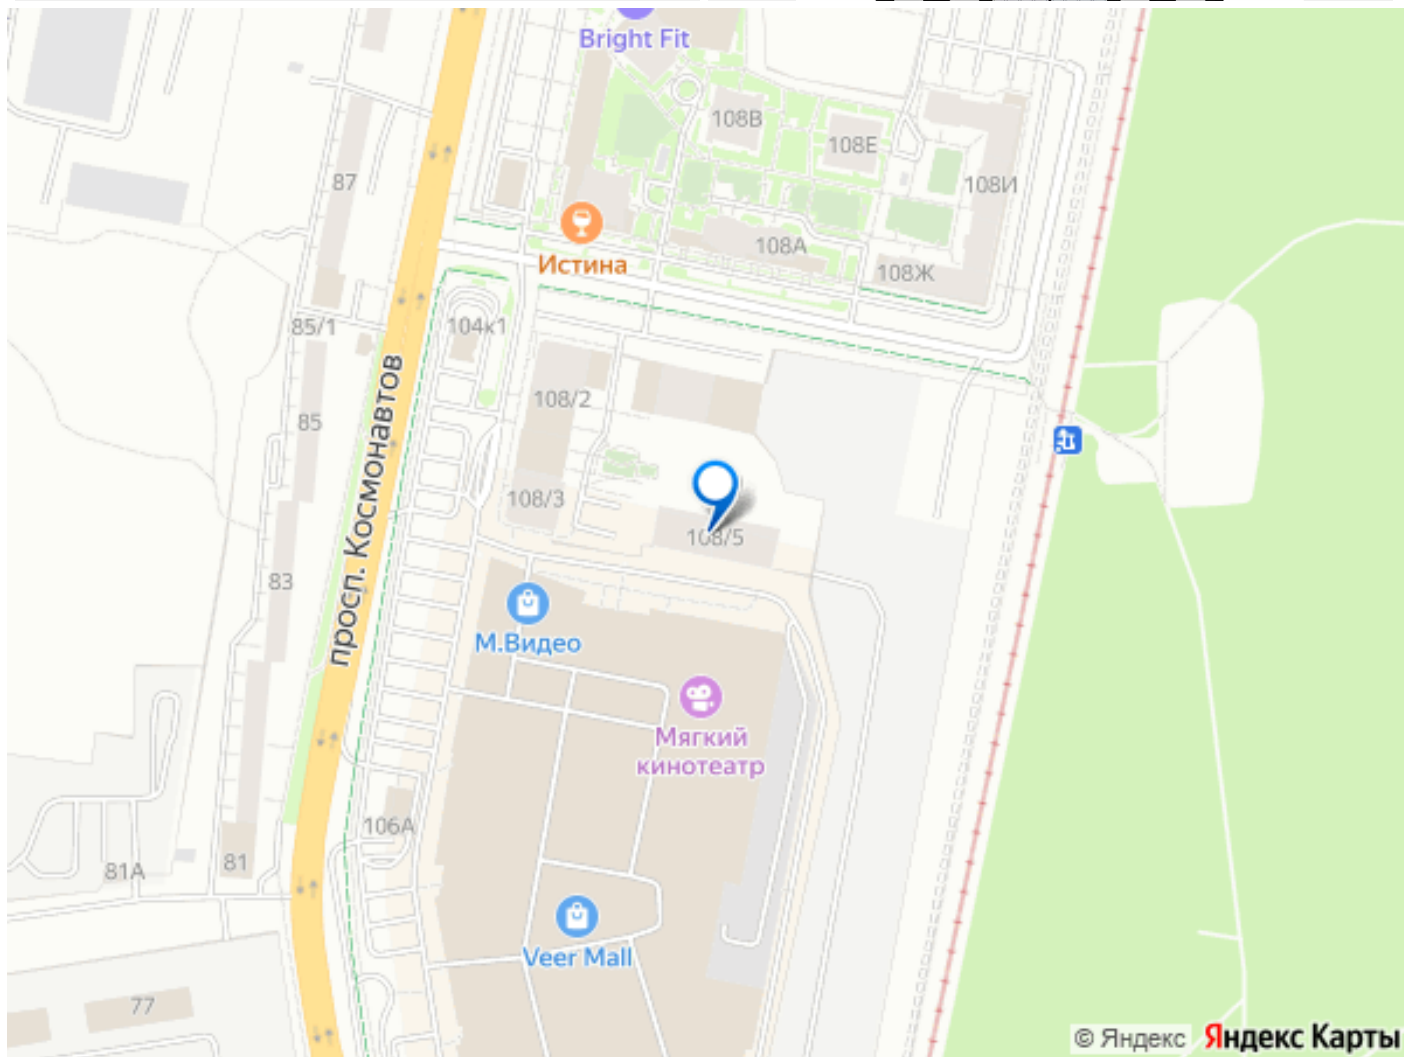 Bright Fit
108В
108Е
87
108И
Истина
108А
108Ж
85/1
104к1
108/2
85
просп. Космонавтов
108/3
108/5
83
М.Видео
Мягкий
кинотеатр
106А
81А
81
Veer Mall
77
© Яндекс
Яндекс Карты